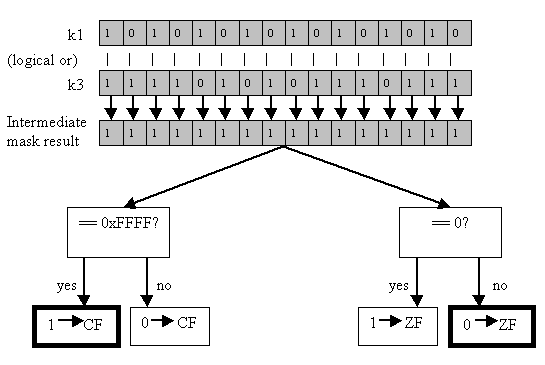 k1 1 0 1 0 1 0 1 0 1 0 1 0 1 0 1 0
(logical or) | | | | | | | | | | | | | | | |
k3 1 1 1 1 0 1 0 1 0 1 1 1 0 1 1 1
Intermediate
mask result 1 1 1 1 1 1 1 1 1 1 1 1 1 1 1 1
== 0xFFFF? == 0?
yes no yes no
1 → CF 0 → CF 1 → ZF 0 → ZF